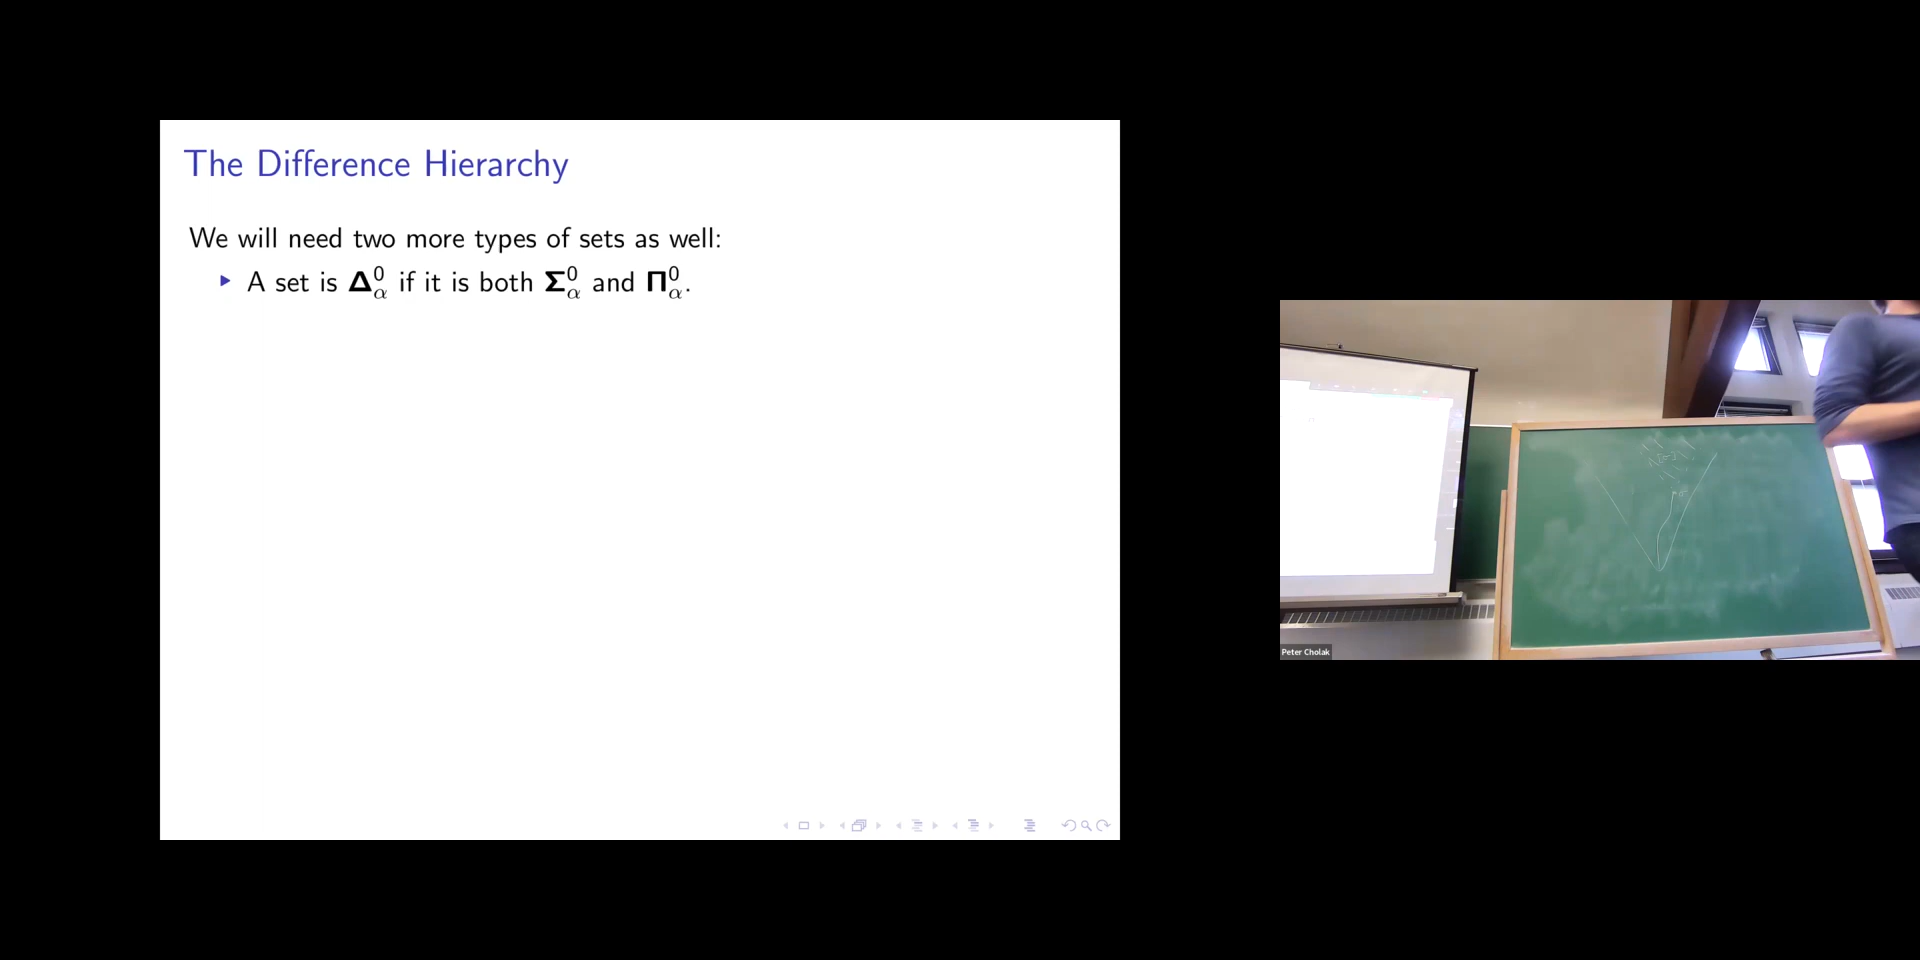 The Difference Hierarchy
We will need two more types of sets as well:
A set is 𝚫⁰_α if it is both 𝚺⁰_α and 𝚷⁰_α.
Peter Cholak